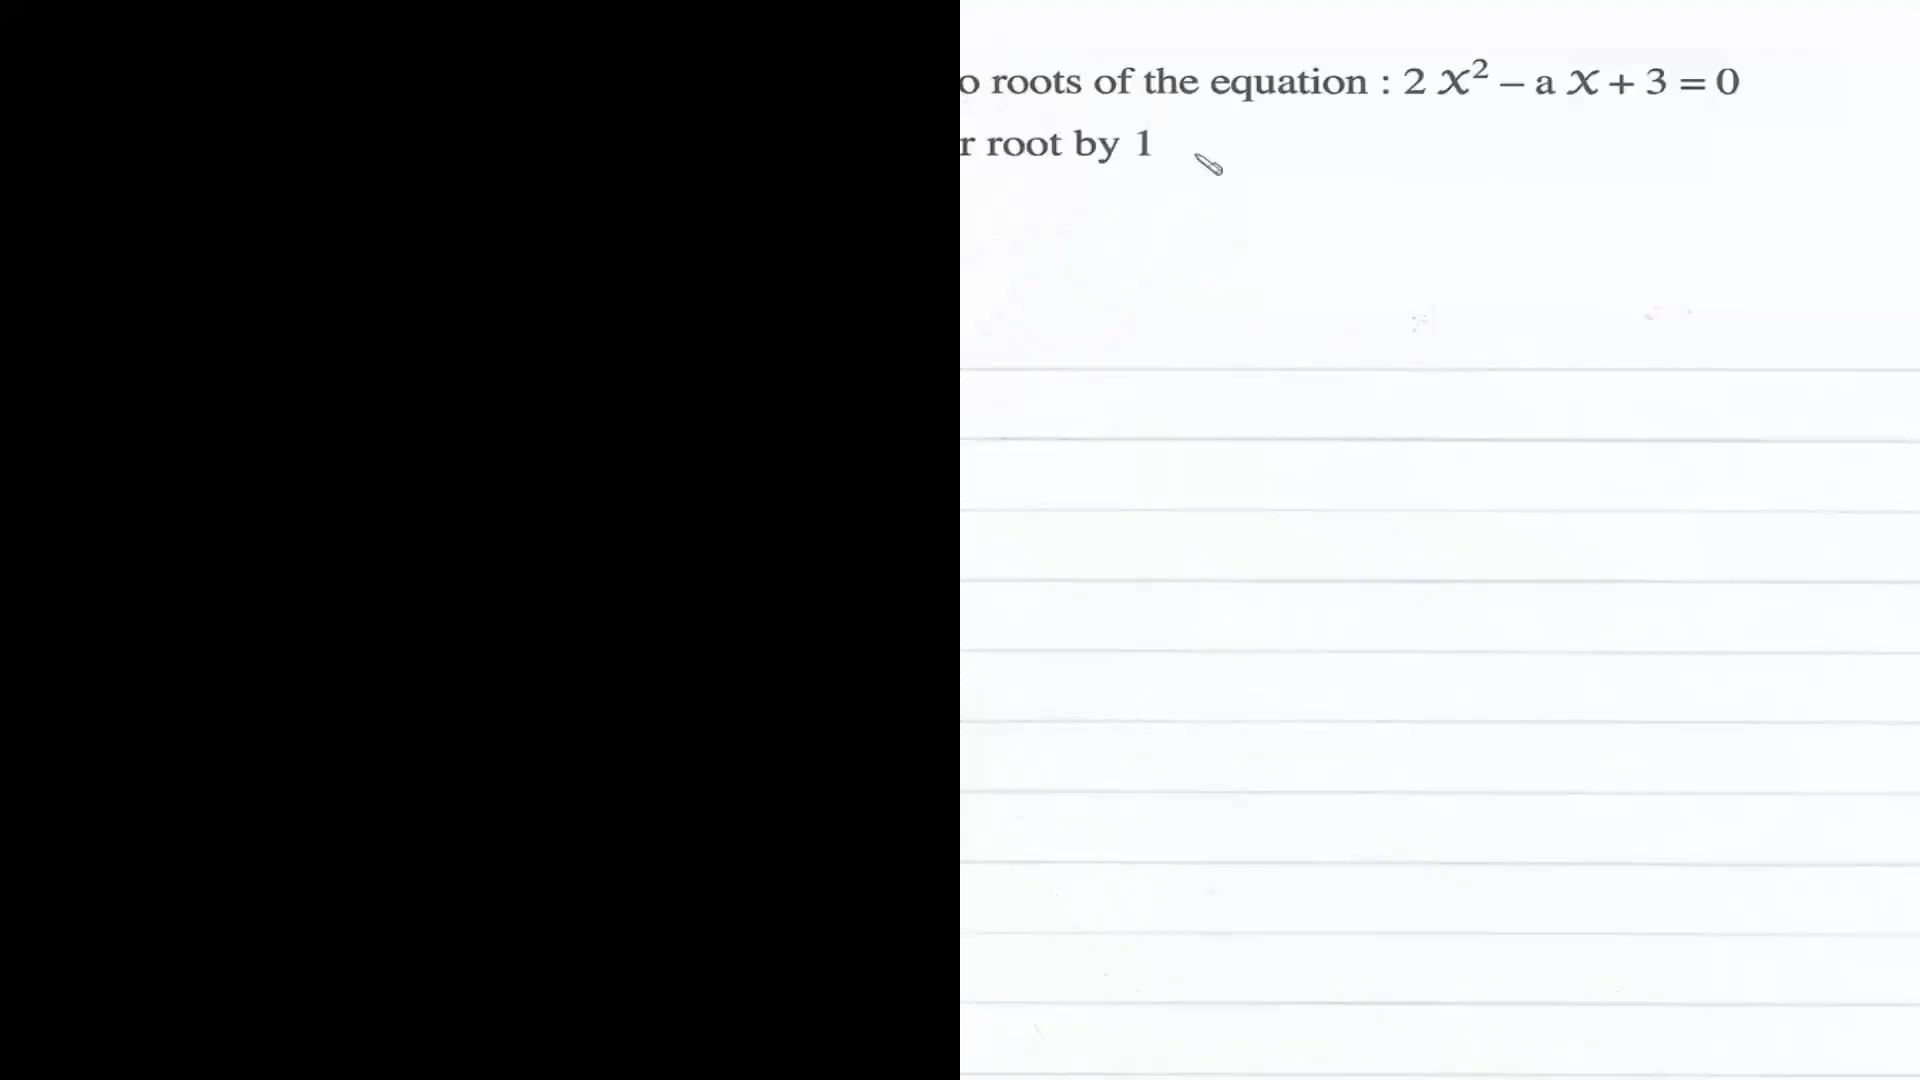 o roots of the equation : 2 x² – a x + 3 = 0
r root by 1